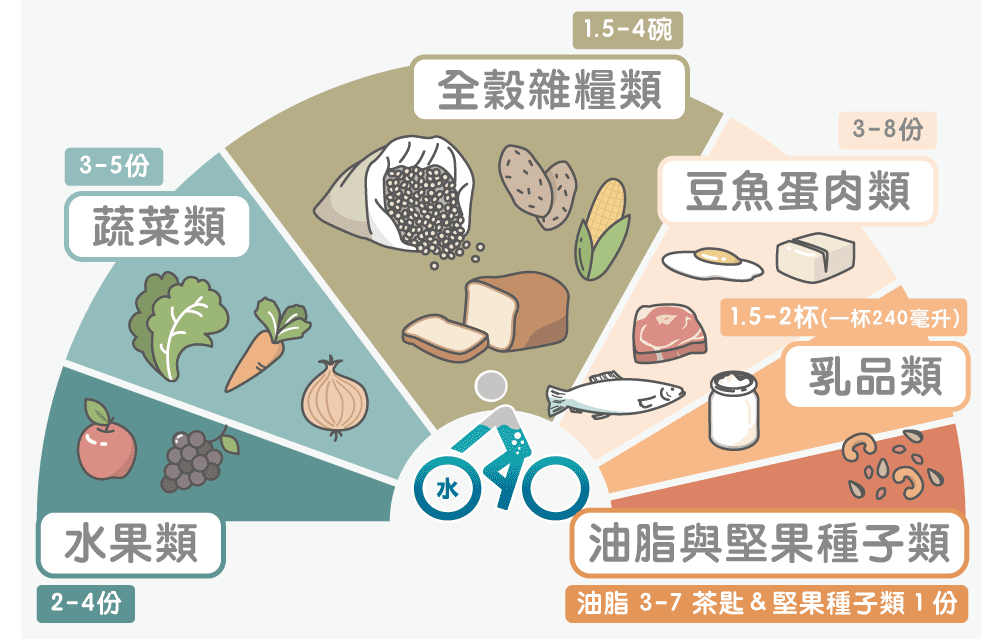 1.5-4碗
全穀雜糧類
3-8份
豆魚蛋肉類
3-5份
蔬菜類
1.5-2杯(一杯240毫升)
乳品類
水
水果類
2-4份
油脂與堅果種子類
油脂 3-7 茶匙 & 堅果種子類 1 份